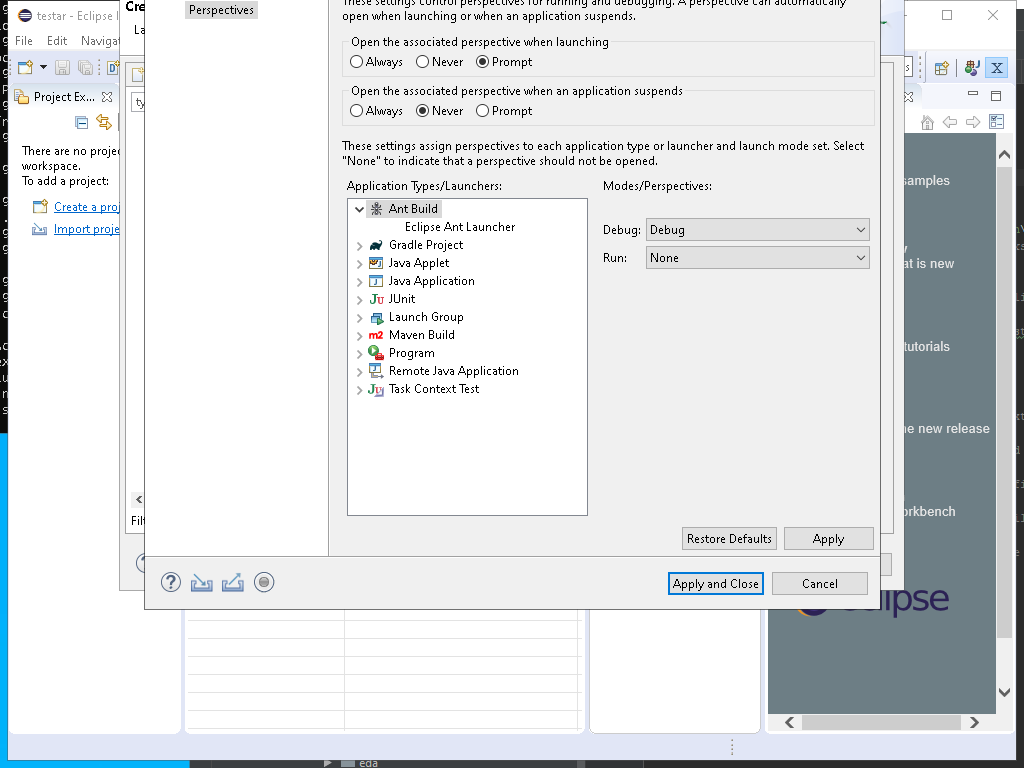 testar - Eclipse I
Cre
Perspectives
These settings control perspectives for running and debugging. A perspective can automatically
open when launching or when an application suspends.
File Edit Navigat
La
Open the associated perspective when launching
Always Never Prompt
Open the associated perspective when an application suspends
Always Never Prompt
Project Ex...
ty
These settings assign perspectives to each application type or launcher and launch mode set. Select
"None" to indicate that a perspective should not be opened.
There are no projec
workspace.
To add a project:
Create a proj
Import proje
Application Types/Launchers:
Modes/Perspectives:
Ant Build
Eclipse Ant Launcher
Gradle Project
Java Applet
Java Application
JUnit
Launch Group
Maven Build
Program
Remote Java Application
Task Context Test
Debug: Debug
Run: None
amples
at is new
tutorials
e new release
orkbench
Filt
Restore Defaults Apply
Apply and Close Cancel
eclipse
eda